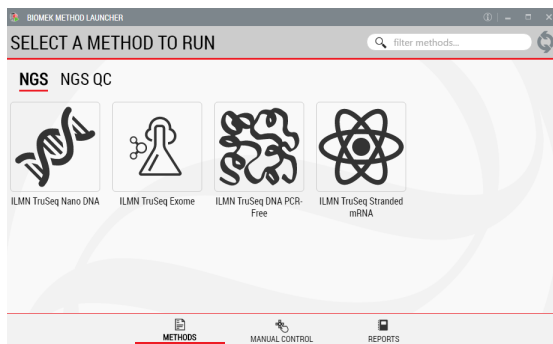 BIOMEK METHOD LAUNCHER
SELECT A METHOD TO RUN
filter methods...
NGS NGS QC
ILMN TruSeq Nano DNA
ILMN TruSeq Exome
ILMN TruSeq DNA PCR-
Free
ILMN TruSeq Stranded
mRNA
METHODS
MANUAL CONTROL
REPORTS